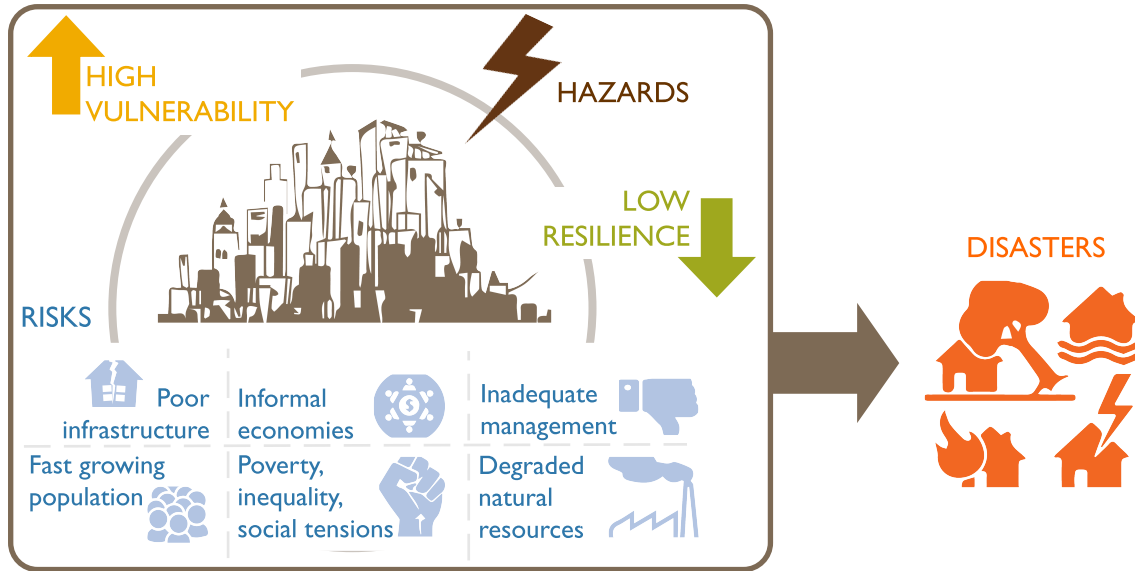 HIGH
VULNERABILITY
HAZARDS
LOW
RESILIENCE
RISKS
Poor
infrastructure
Informal
economies
Inadequate
management
Fast growing
population
Poverty,
inequality,
social tensions
Degraded
natural
resources
DISASTERS